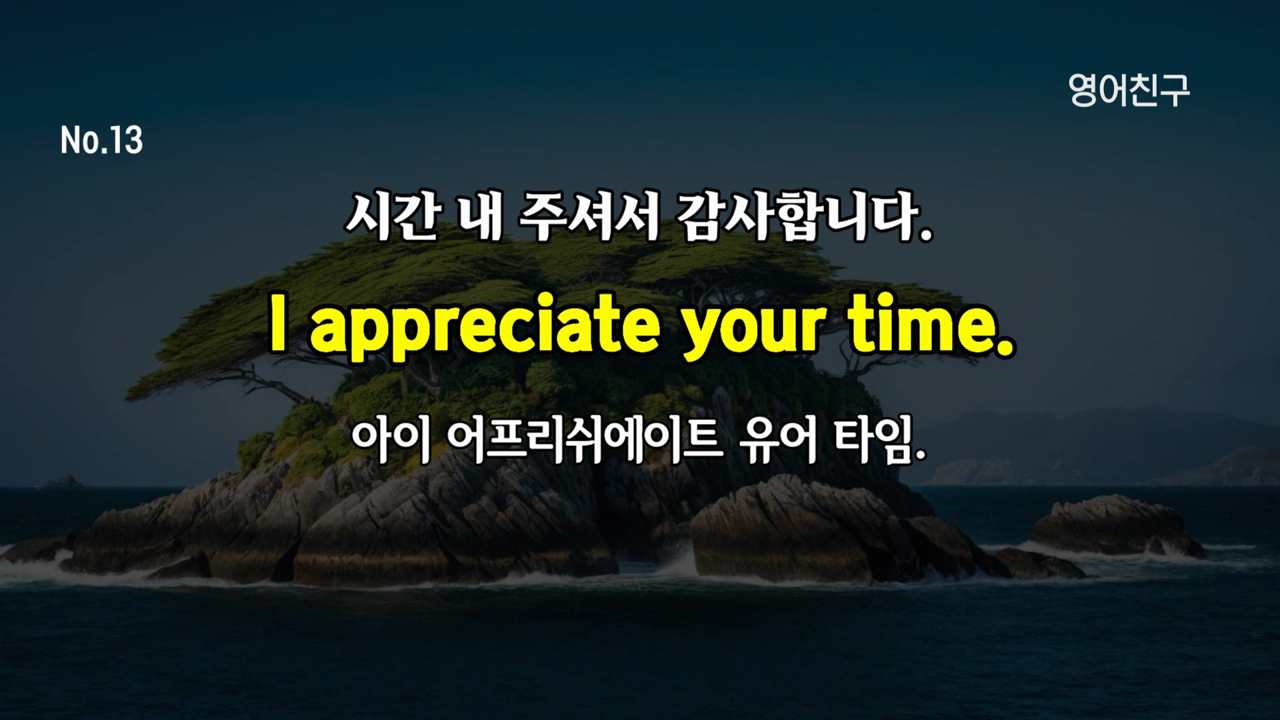 영어친구
No.13
시간 내 주셔서 감사합니다.
I appreciate your time.
아이 어프리쉬에이트 유어 타임.